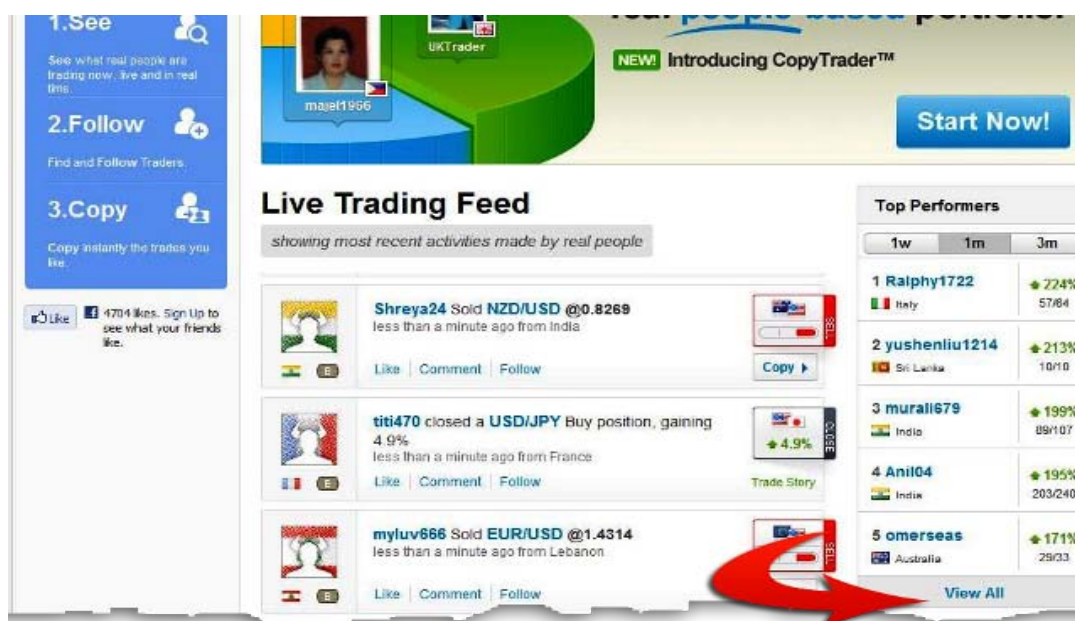 1.See
See what real people are
trading now, live and in real
time.
2.Follow
Find and Follow Traders.
3.Copy
Copy instantly the trades you
like.
Like
4704 likes. Sign Up to
see what your friends
like.
majel1966
UKTrader
real people-based portfolio.
NEW! Introducing CopyTrader™
Start Now!
Live Trading Feed
showing most recent activities made by real people
Shreya24 Sold NZD/USD @0.8269
less than a minute ago from India
Like Comment Follow
SELL
Copy
titi470 closed a USD/JPY Buy position, gaining
4.9%
less than a minute ago from France
Like Comment Follow
4.9%
CLOSE
Trade Story
myluv666 Sold EUR/USD @1.4314
less than a minute ago from Lebanon
Like Comment Follow
SELL
Top Performers
1w 1m 3m
1 Ralphy1722 224%
Italy 57/64
2 yushenliu1214 213%
Sri Lanka 10/10
3 murali679 199%
India 89/107
4 Anil04 195%
India 203/240
5 omerseas 171%
Australia 29/33
View All